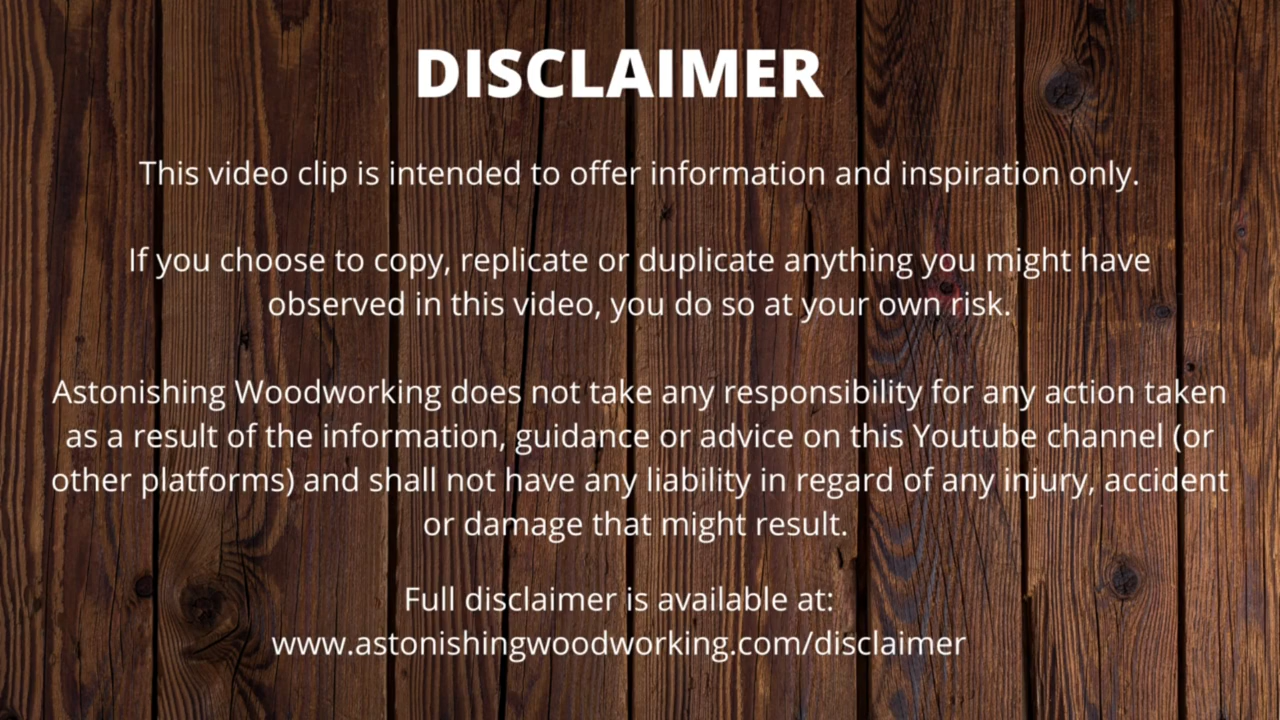 DISCLAIMER
This video clip is intended to offer information and inspiration only.
If you choose to copy, replicate or duplicate anything you might have
observed in this video, you do so at your own risk.
Astonishing Woodworking does not take any responsibility for any action taken
as a result of the information, guidance or advice on this Youtube channel (or
other platforms) and shall not have any liability in regard of any injury, accident
or damage that might result.
Full disclaimer is available at:
www.astonishingwoodworking.com/disclaimer